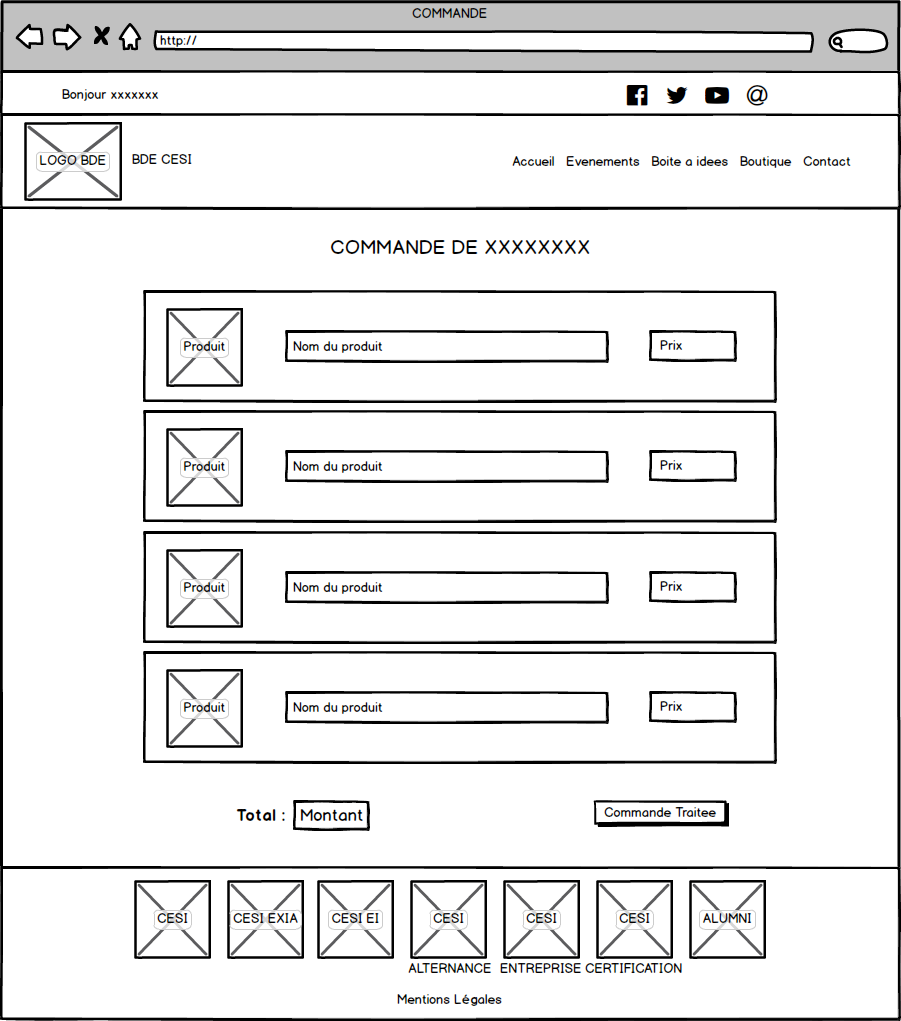 COMMANDE
http://
Bonjour xxxxxxx
@
LOGO BDE
BDE CESI
Accueil Evenements Boite a idees Boutique Contact
COMMANDE DE XXXXXXXX
Produit Nom du produit Prix
Produit Nom du produit Prix
Produit Nom du produit Prix
Produit Nom du produit Prix
Total : Montant Commande Traitee
CESI CESI EXIA CESI EI CESI CESI CESI ALUMNI
ALTERNANCE ENTREPRISE CERTIFICATION
Mentions Légales